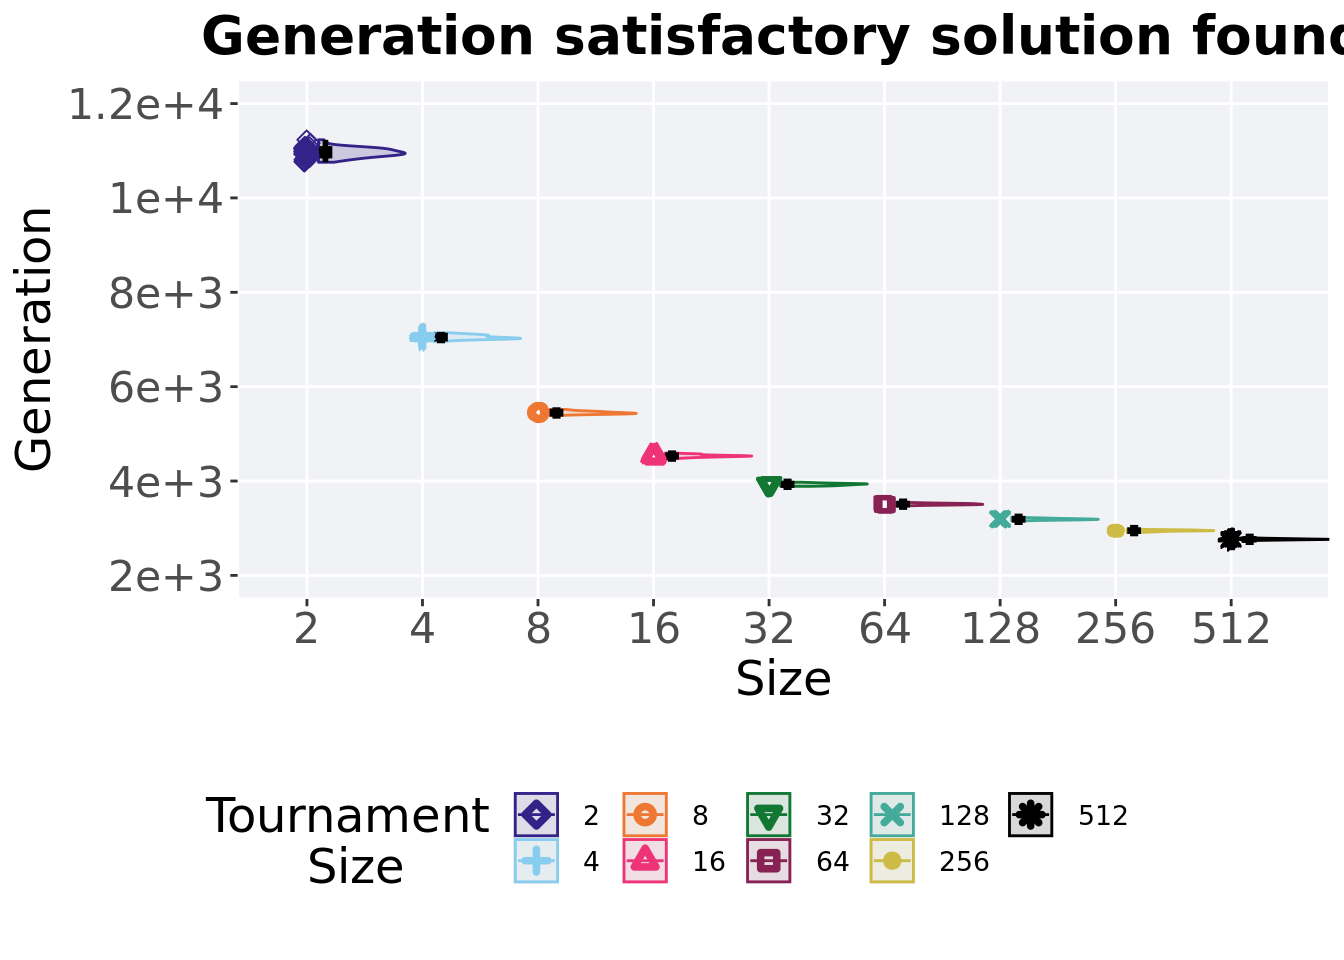 Generation satisfactory solution found
1.2e+4
1e+4
8e+3
6e+3
4e+3
2e+3
Generation
2 4 8 16 32 64 128 256 512
Size
Tournament Size
2 8 32 128 512
4 16 64 256